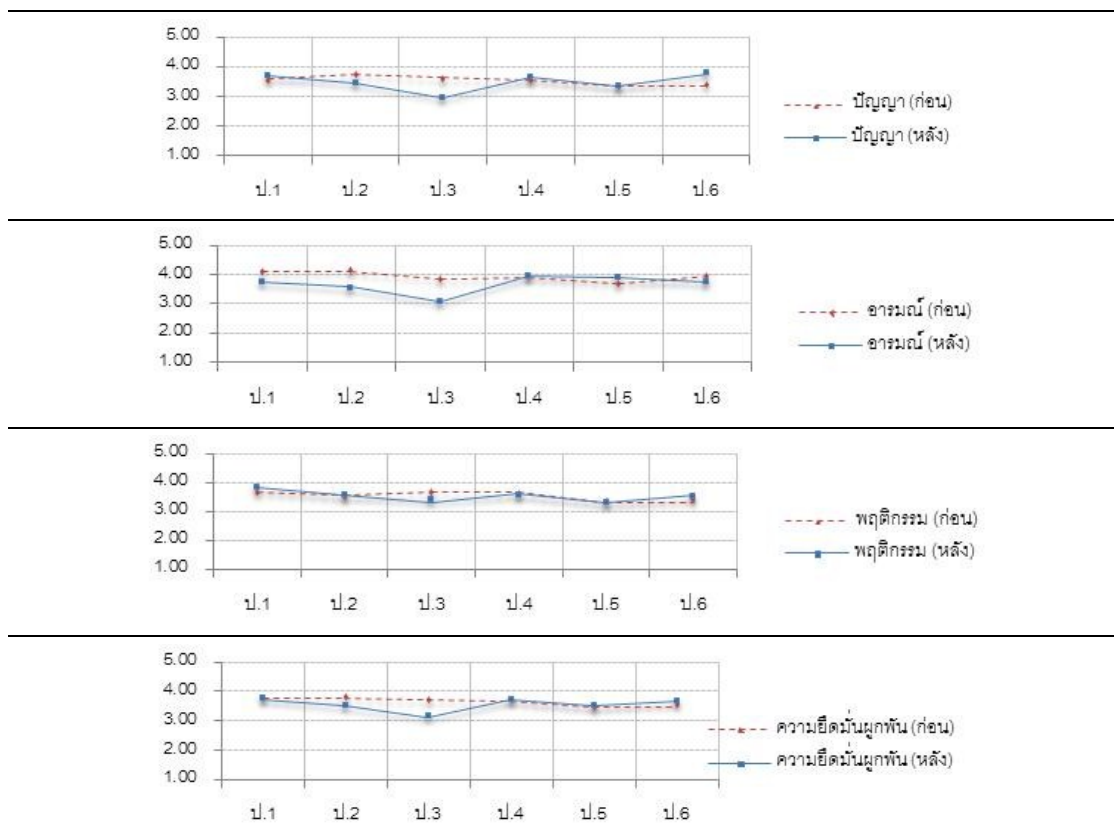 5.00
4.00
3.00
2.00
1.00
ป.1 ป.2 ป.3 ป.4 ป.5 ป.6
ปัญญา (ก่อน)
ปัญญา (หลัง)
5.00
4.00
3.00
2.00
1.00
ป.1 ป.2 ป.3 ป.4 ป.5 ป.6
อารมณ์ (ก่อน)
อารมณ์ (หลัง)
5.00
4.00
3.00
2.00
1.00
ป.1 ป.2 ป.3 ป.4 ป.5 ป.6
พฤติกรรม (ก่อน)
พฤติกรรม (หลัง)
5.00
4.00
3.00
2.00
1.00
ป.1 ป.2 ป.3 ป.4 ป.5 ป.6
ความยึดมั่นผูกพัน (ก่อน)
ความยึดมั่นผูกพัน (หลัง)